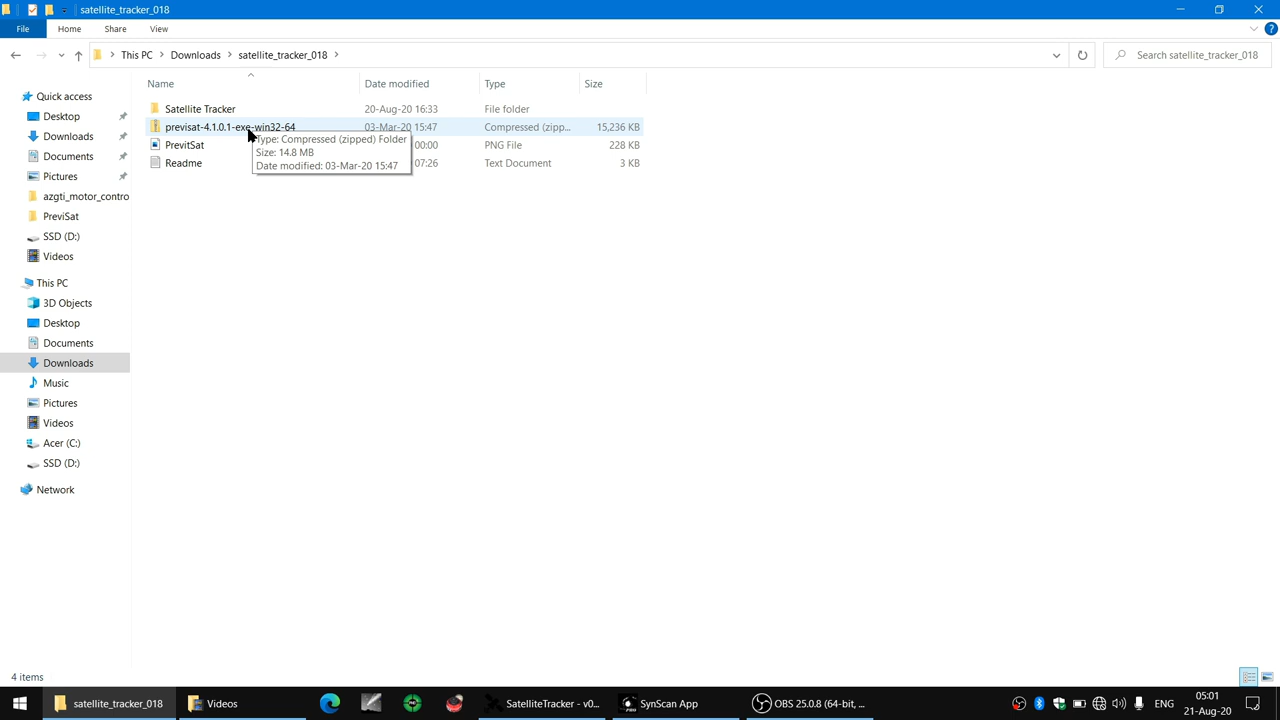 satellite_tracker_018
File Home Share View
This PC Downloads satellite_tracker_018 Search satellite_tracker_018
Name Date modified Type Size
Quick access
Desktop
Downloads
Documents
Pictures
azgti_motor_contro
PreviSat
SSD (D:)
Videos
This PC
3D Objects
Desktop
Documents
Downloads
Music
Pictures
Videos
Acer (C:)
SSD (D:)
Network
Satellite Tracker 20-Aug-20 16:33 File folder
previsat-4.1.0.1-exe-win32-64 03-Mar-20 15:47 Compressed (zipp... 15,236 KB
PrevitSat 00:00 PNG File 228 KB
Readme 07:26 Text Document 3 KB
Type: Compressed (zipped) Folder
Size: 14.8 MB
Date modified: 03-Mar-20 15:47
4 items
satellite_tracker_018 Videos SatelliteTracker - v0... SynScan App OBS 25.0.8 (64-bit, ... ENG 05:01
21-Aug-20